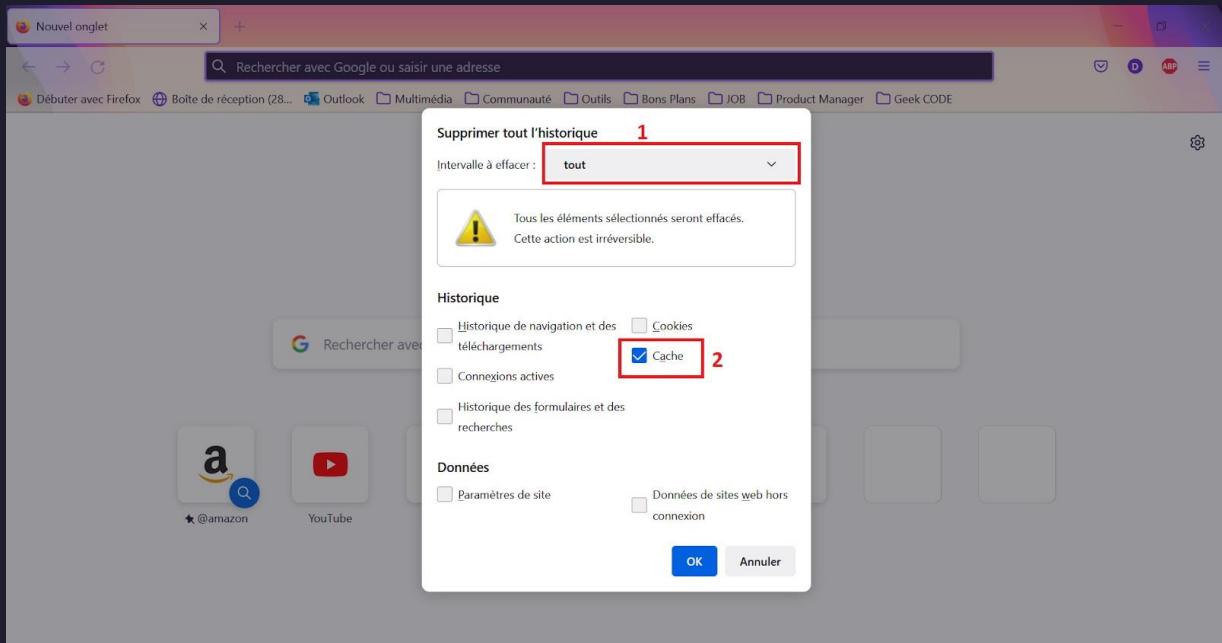 Nouvel onglet
Rechercher avec Google ou saisir une adresse
D
ABP
Débuter avec Firefox Boîte de réception (28... Outlook Multimédia Communauté Outils Bons Plans JOB Product Manager Geek CODE
Supprimer tout l'historique 1
Intervalle à effacer : tout
Tous les éléments sélectionnés seront effacés.
Cette action est irréversible.
Historique
Historique de navigation et des
téléchargements
Cookies
Cache 2
Connexions actives
Historique des formulaires et des
recherches
Données
Paramètres de site
Données de sites web hors
connexion
OK Annuler
G Rechercher avec
a
@amazon YouTube